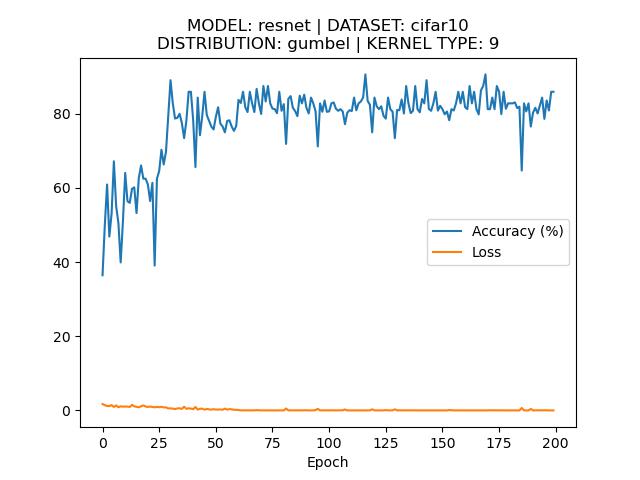 MODEL: resnet | DATASET: cifar10
DISTRIBUTION: gumbel | KERNEL TYPE: 9
80
60
40
20
0
Accuracy (%)
Loss
0 25 50 75 100 125 150 175 200
Epoch